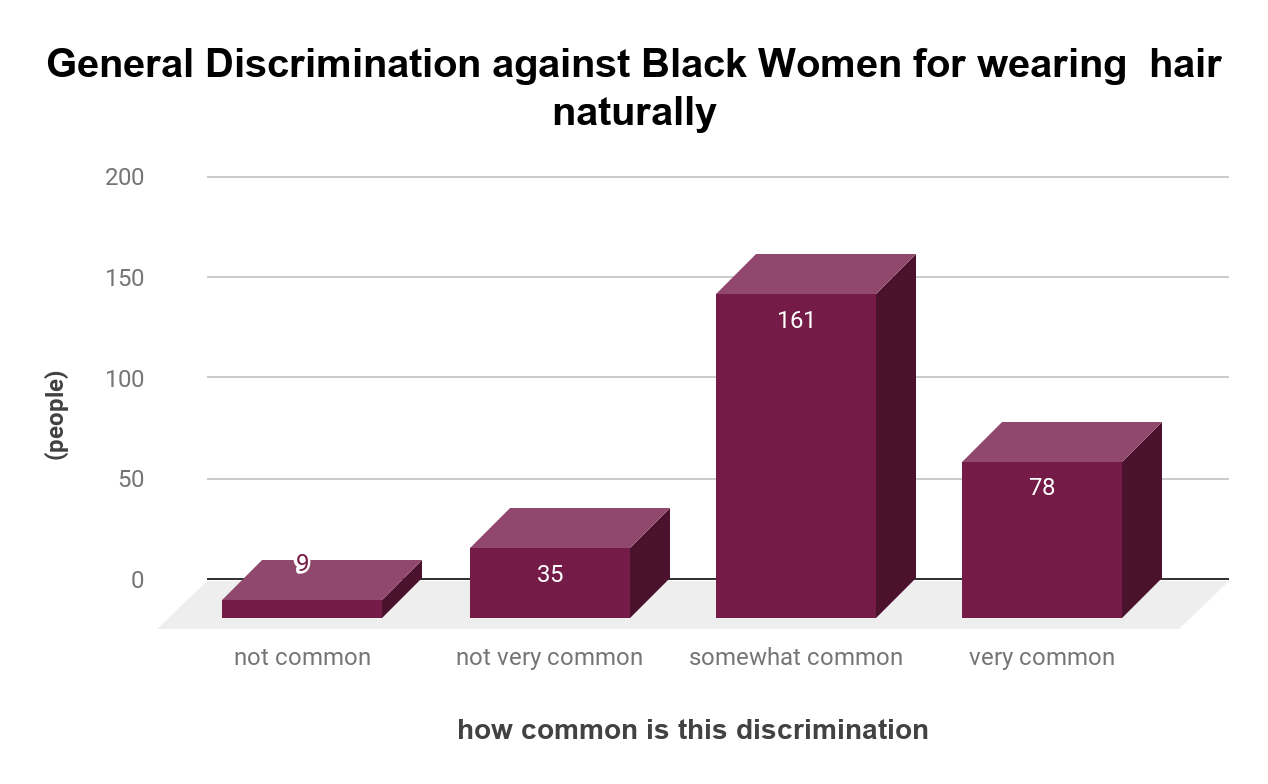 General Discrimination against Black Women for wearing  hair
naturally
200
150
100
50
0
(people)
9
35
161
78
not common
not very common
somewhat common
very common
how common is this discrimination